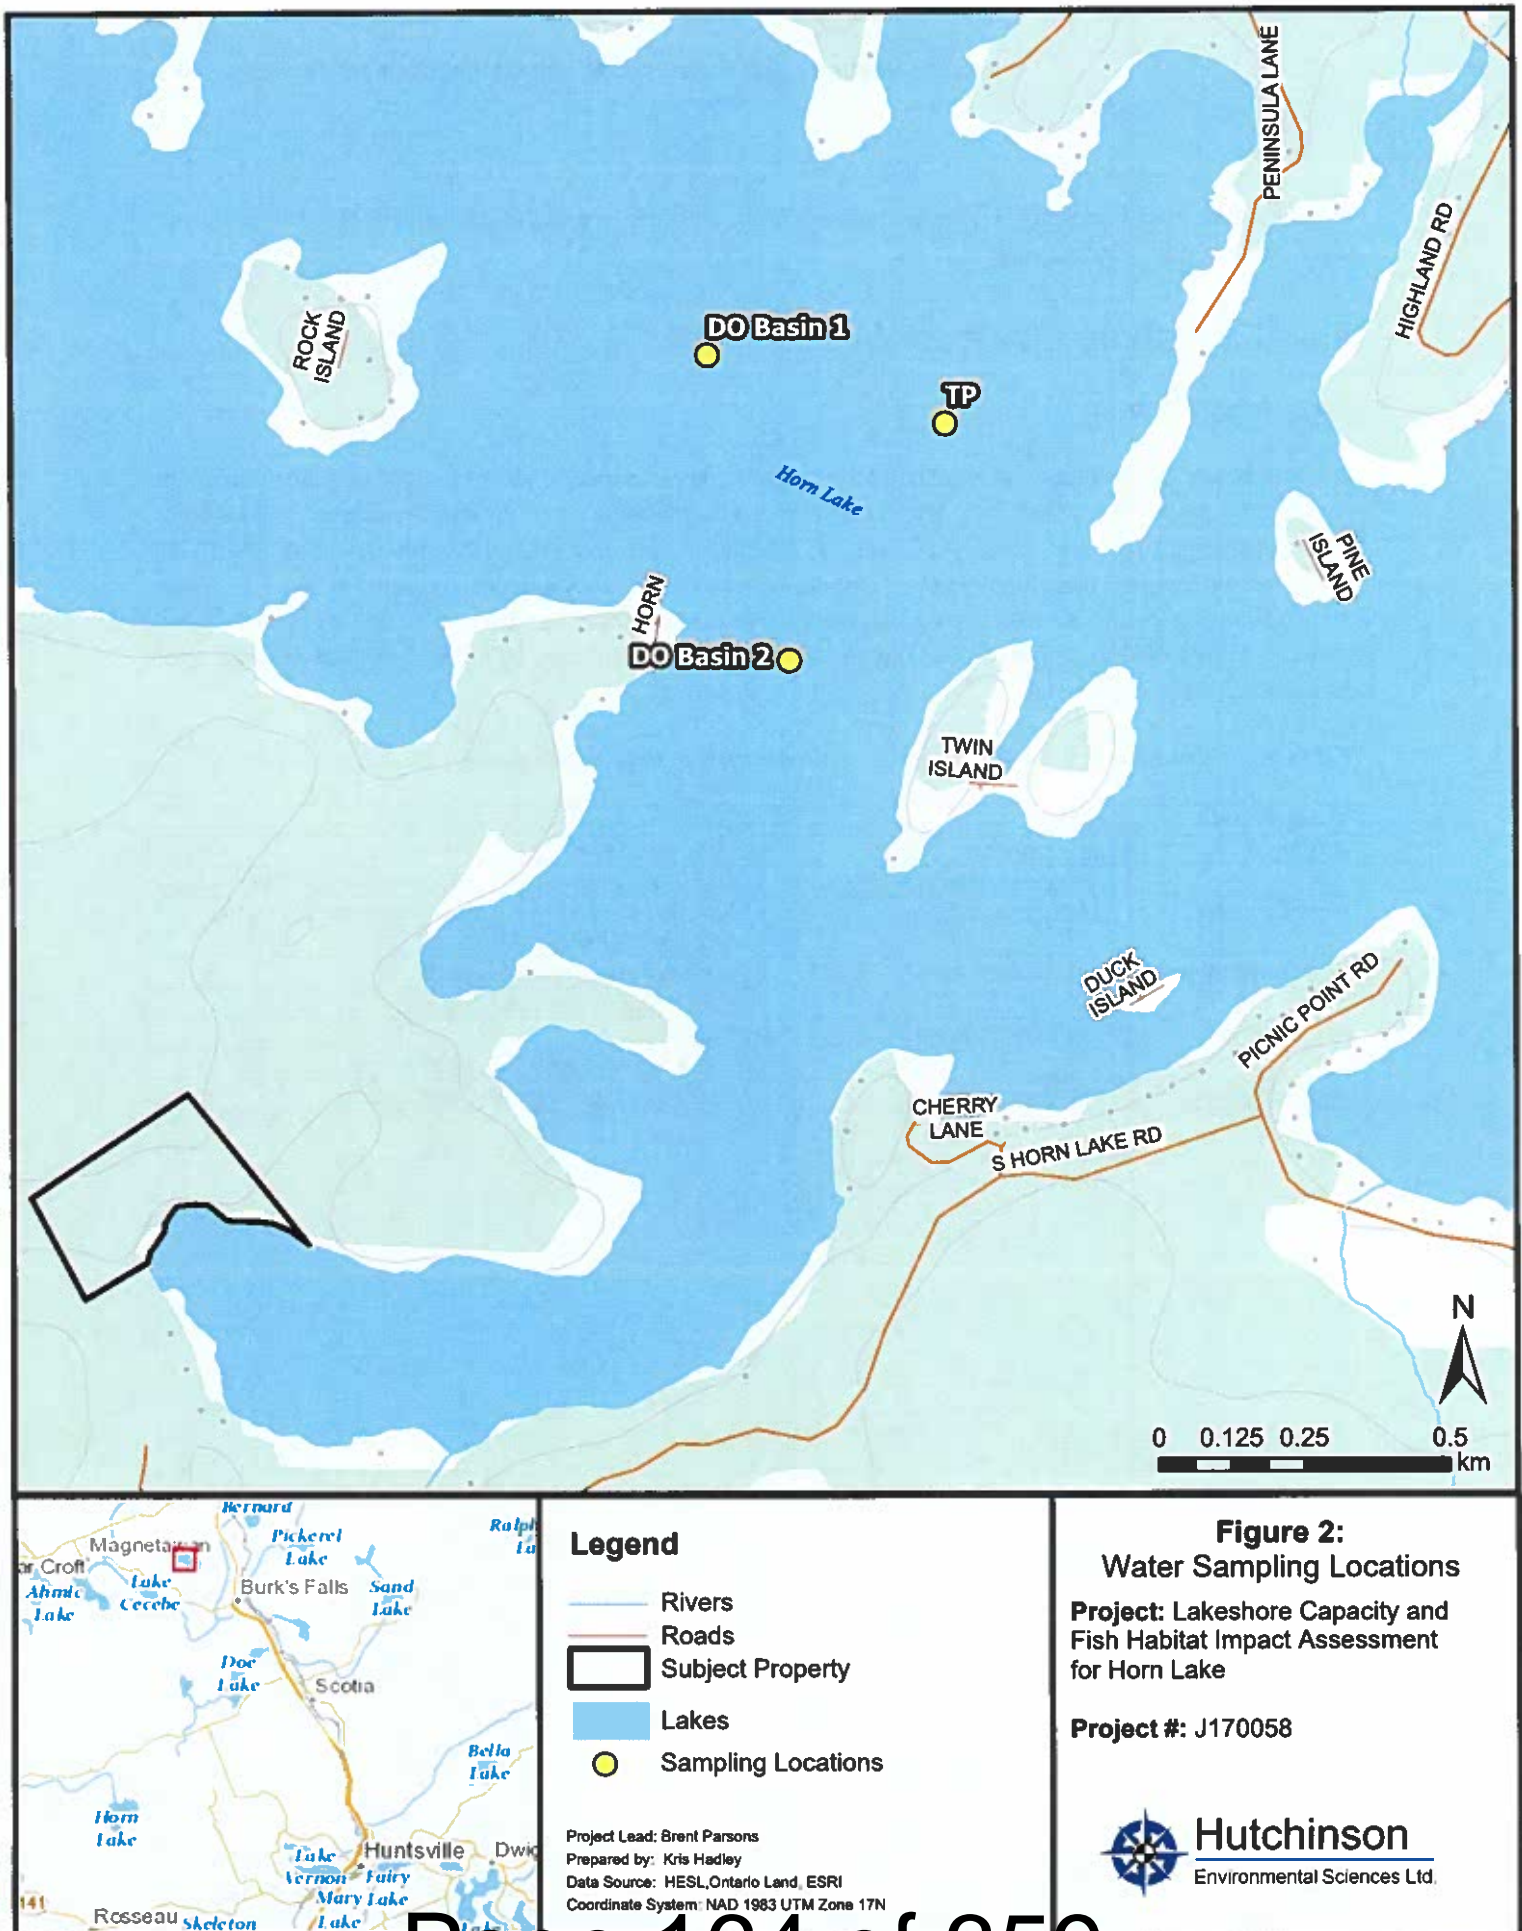 PENINSULA LANE
HIGHLAND RD
ROCK
ISLAND
DO Basin 1
TP
Horn Lake
PINE
ISLAND
HORN
DO Basin 2
TWIN
ISLAND
DUCK
ISLAND
PICNIC POINT RD
CHERRY
LANE
S HORN LAKE RD
N
0 0.125 0.25 0.5
km
Bernard
Pickerel
Lake
Magnetawan
ar Croft
Ahmic
Lake
Lake
Cecebe
Burk's Falls
Sand
Lake
Doe
Lake
Scotia
Bella
Lake
Horn
Lake
Huntsville
Lake
Vernon
Fairy
Mary Lake
Lake
141
Rosseau
Skeleton
Lake
Legend
Rivers
Roads
Subject Property
Lakes
Sampling Locations
Project Lead: Brent Parsons
Prepared by: Kris Hadley
Data Source: HESL,Ontario Land, ESRI
Coordinate System: NAD 1983 UTM Zone 17N
Figure 2:
Water Sampling Locations
Project: Lakeshore Capacity and
Fish Habitat Impact Assessment
for Horn Lake
Project #: J170058
Hutchinson
Environmental Sciences Ltd.